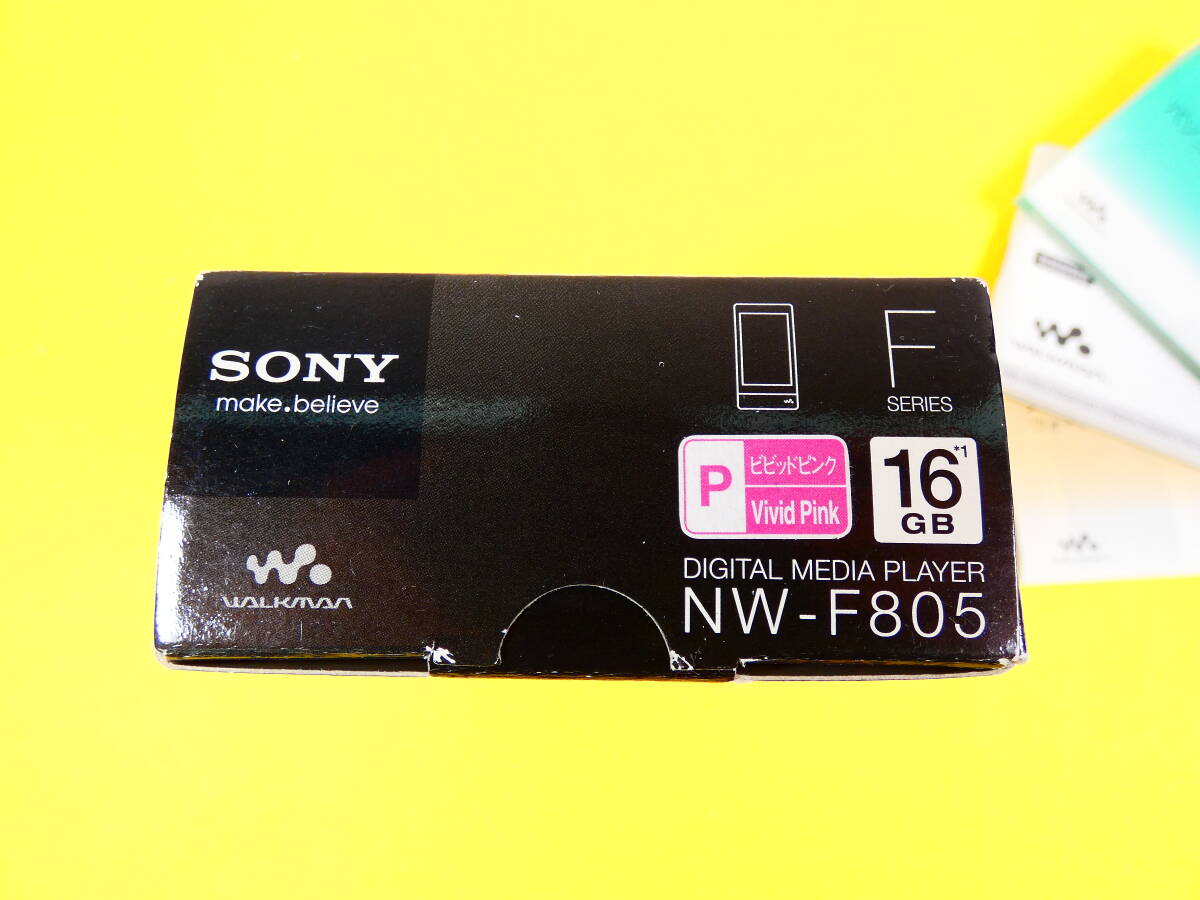 SONY
make.believe
WALKMAN
F
SERIES
P
ビビッドピンク
Vivid Pink
16*1
GB
DIGITAL MEDIA PLAYER
NW-F805
WALKMAN